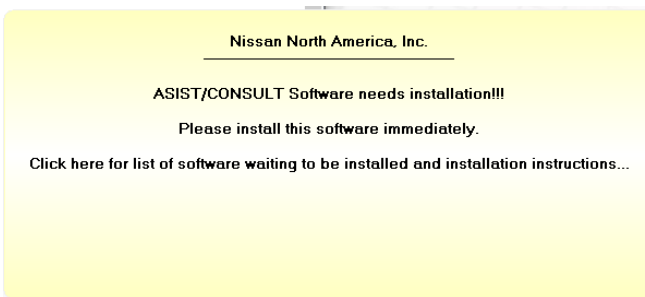 Nissan North America, Inc.
ASIST/CONSULT Software needs installation!!!
Please install this software immediately.
Click here for list of software waiting to be installed and installation instructions...